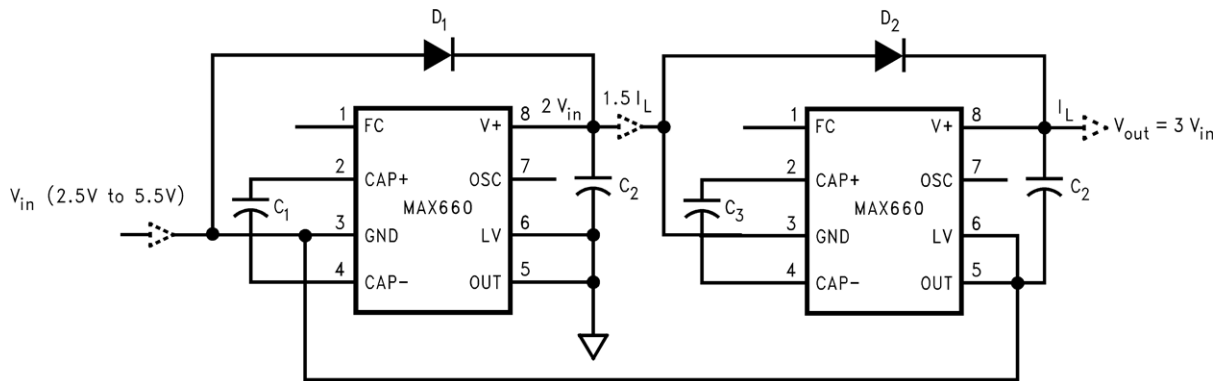 D1
D2
1 FC V+ 8
2 Vin
1.5 IL
1 FC V+ 8
IL
Vout = 3 Vin
2 CAP+ OSC 7
2 CAP+ OSC 7
Vin (2.5V to 5.5V)
C1
MAX660
C2
C3
MAX660
C2
3 GND LV 6
3 GND LV 6
4 CAP- OUT 5
4 CAP- OUT 5